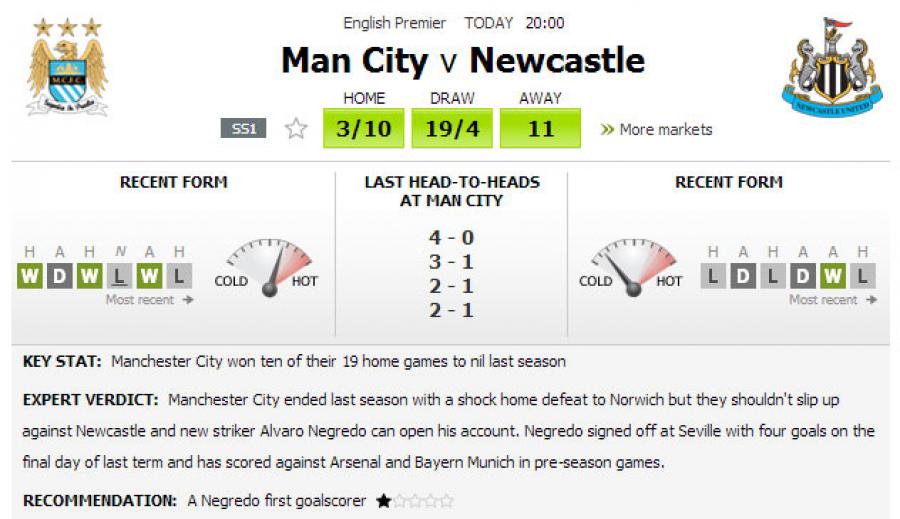 English Premier TODAY 20:00
Man City v Newcastle
HOME DRAW AWAY
SS1 3/10 19/4 11 More markets
M.C.F.C.
NEWCASTLE UNITED
RECENT FORM
H A H N A H
W D W L W L
Most recent
COLD HOT
LAST HEAD-TO-HEADS
AT MAN CITY
4 - 0
3 - 1
2 - 1
2 - 1
RECENT FORM
COLD HOT
H A H A A H
L D L D W L
Most recent
KEY STAT: Manchester City won ten of their 19 home games to nil last season
EXPERT VERDICT: Manchester City ended last season with a shock home defeat to Norwich but they shouldn't slip up
against Newcastle and new striker Alvaro Negredo can open his account. Negredo signed off at Seville with four goals on the
final day of last term and has scored against Arsenal and Bayern Munich in pre-season games.
RECOMMENDATION: A Negredo first goalscorer